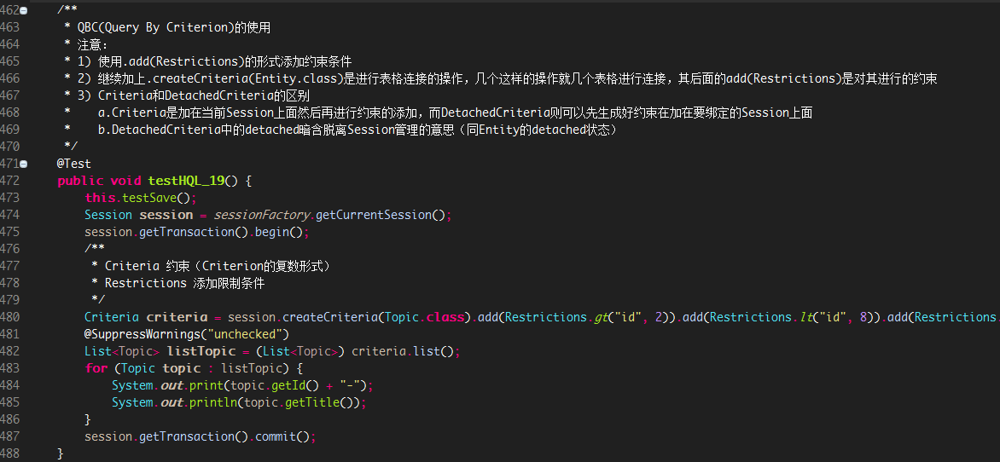 462 /**
463 * QBC(Query By Criterion)的使用
464 * 注意：
465 * 1) 使用.add(Restrictions)的形式添加约束条件
466 * 2) 继续加上.createCriteria(Entity.class)是进行表格连接的操作，几个这样的操作就几个表格进行连接，其后面的add(Restrictions)是对其进行的约束
467 * 3) Criteria和DetachedCriteria的区别
468 * a.Criteria是加在当前Session上面然后再进行约束的添加，而DetachedCriteria则可以先生成好约束在加在要绑定的Session上面
469 * b.DetachedCriteria中的detached暗含脱离Session管理的意思（同Entity的detached状态）
470 */
471 @Test
472 public void testHQL_19() {
473 this.testSave();
474 Session session = sessionFactory.getCurrentSession();
475 session.getTransaction().begin();
476 /**
477 * Criteria 约束（Criterion的复数形式）
478 * Restrictions 添加限制条件
479 */
480 Criteria criteria = session.createCriteria(Topic.class).add(Restrictions.gt("id", 2)).add(Restrictions.lt("id", 8)).add(Restrictions
481 @SuppressWarnings("unchecked")
482 List<Topic> listTopic = (List<Topic>) criteria.list();
483 for (Topic topic : listTopic) {
484 System.out.print(topic.getId() + "-");
485 System.out.println(topic.getTitle());
486 }
487 session.getTransaction().commit();
488 }